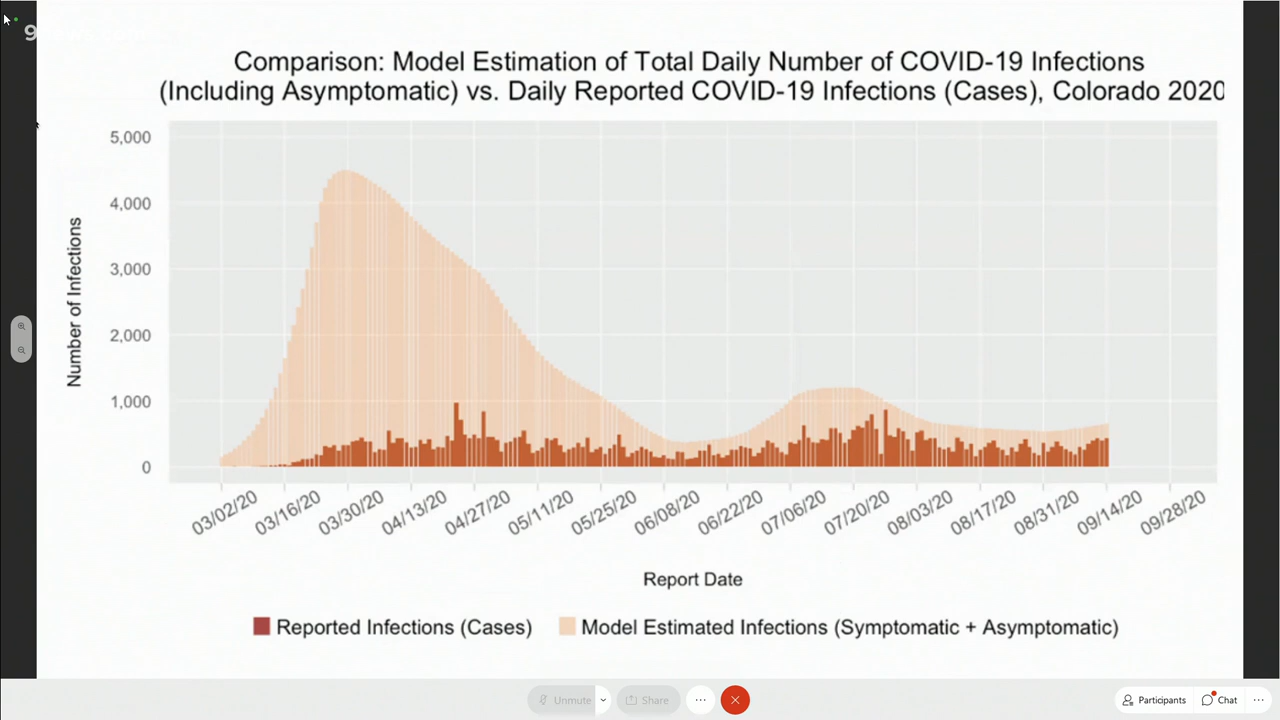 Comparison: Model Estimation of Total Daily Number of COVID-19 Infections
(Including Asymptomatic) vs. Daily Reported COVID-19 Infections (Cases), Colorado 2020
5,000
4,000
3,000
2,000
1,000
0
Number of Infections
03/02/20 03/16/20 03/30/20 04/13/20 04/27/20 05/11/20 05/25/20 06/08/20 06/22/20 07/06/20 07/20/20 08/03/20 08/17/20 08/31/20 09/14/20 09/28/20
Report Date
Reported Infections (Cases) Model Estimated Infections (Symptomatic + Asymptomatic)
Unmute Share Participants Chat